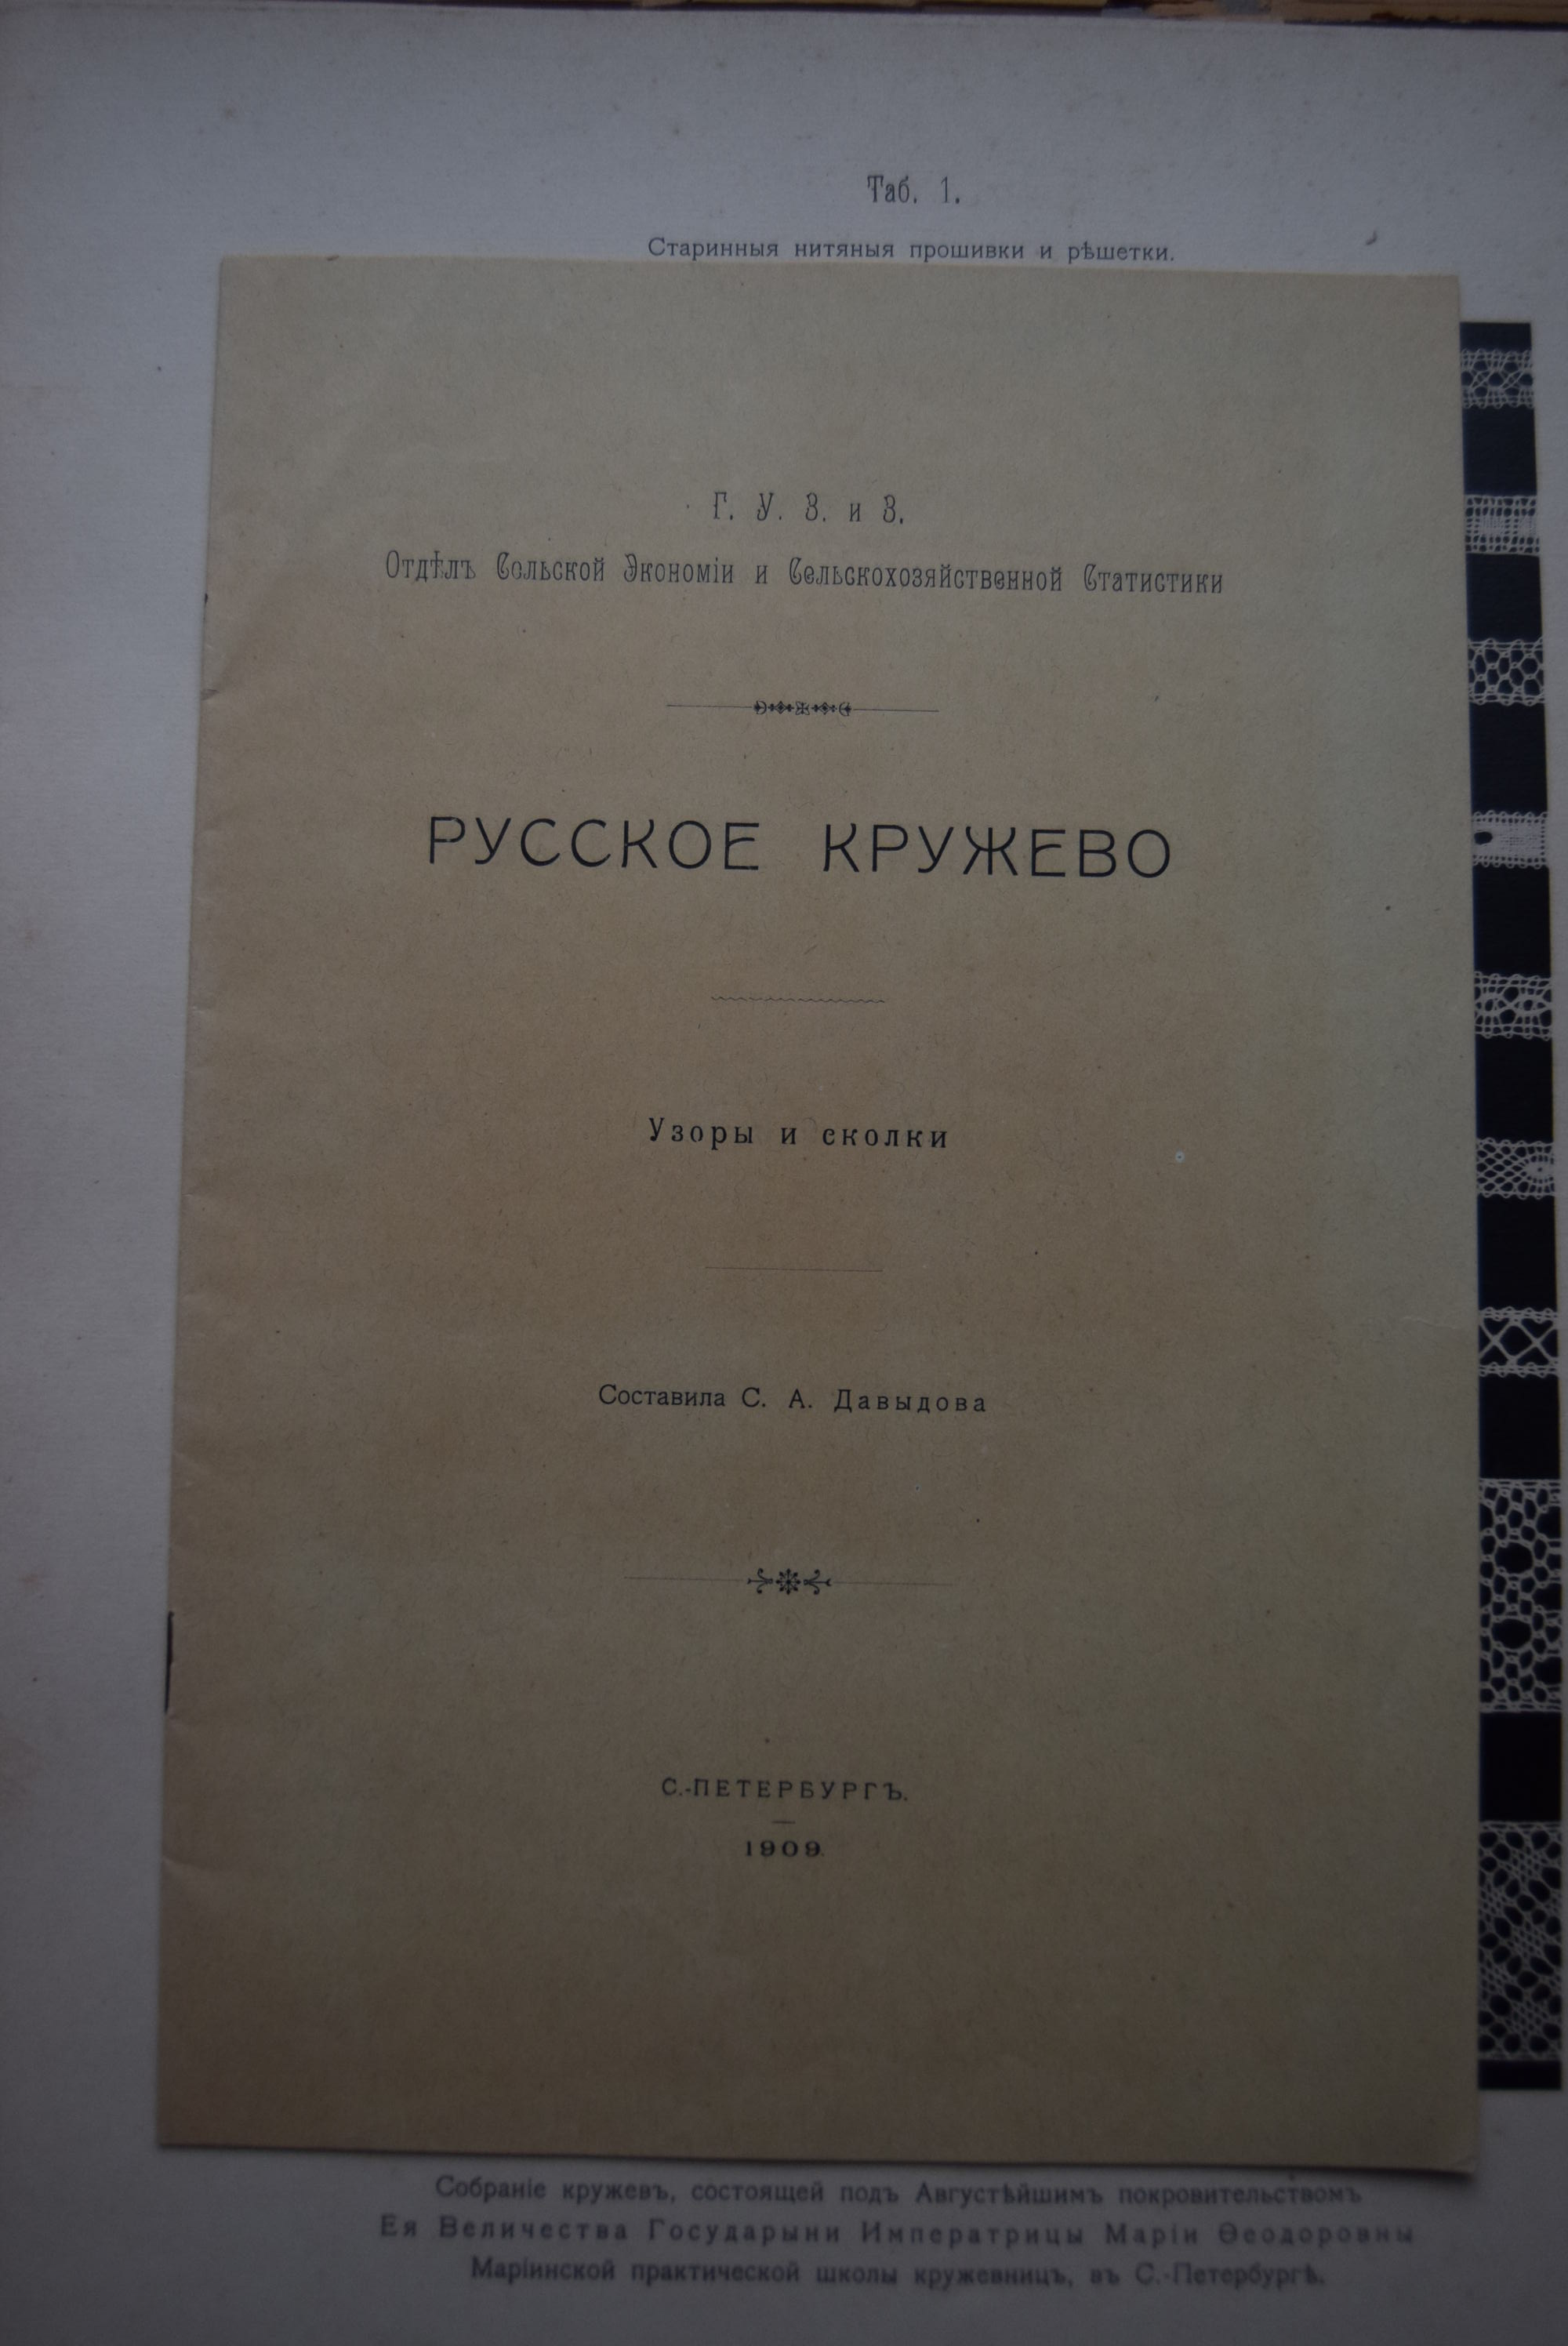 Таб. 1.
Старинныя нитяныя прошивки и рѣшетки.
Г. У. З. и З.
Отдѣлъ Сельской Экономіи и Сельскохозяйственной Статистики
РУССКОЕ КРУЖЕВО
Узоры и сколки
Составила С. А. Давыдова
С.-ПЕТЕРБУРГЪ.
1909.
Собраніе кружевъ, состоящей подъ Августѣйшимъ покровительствомъ
Ея Величества Государыни Императрицы Маріи Ѳеодоровны
Маріинской практической школы кружевницъ, въ С.-Петербургѣ.